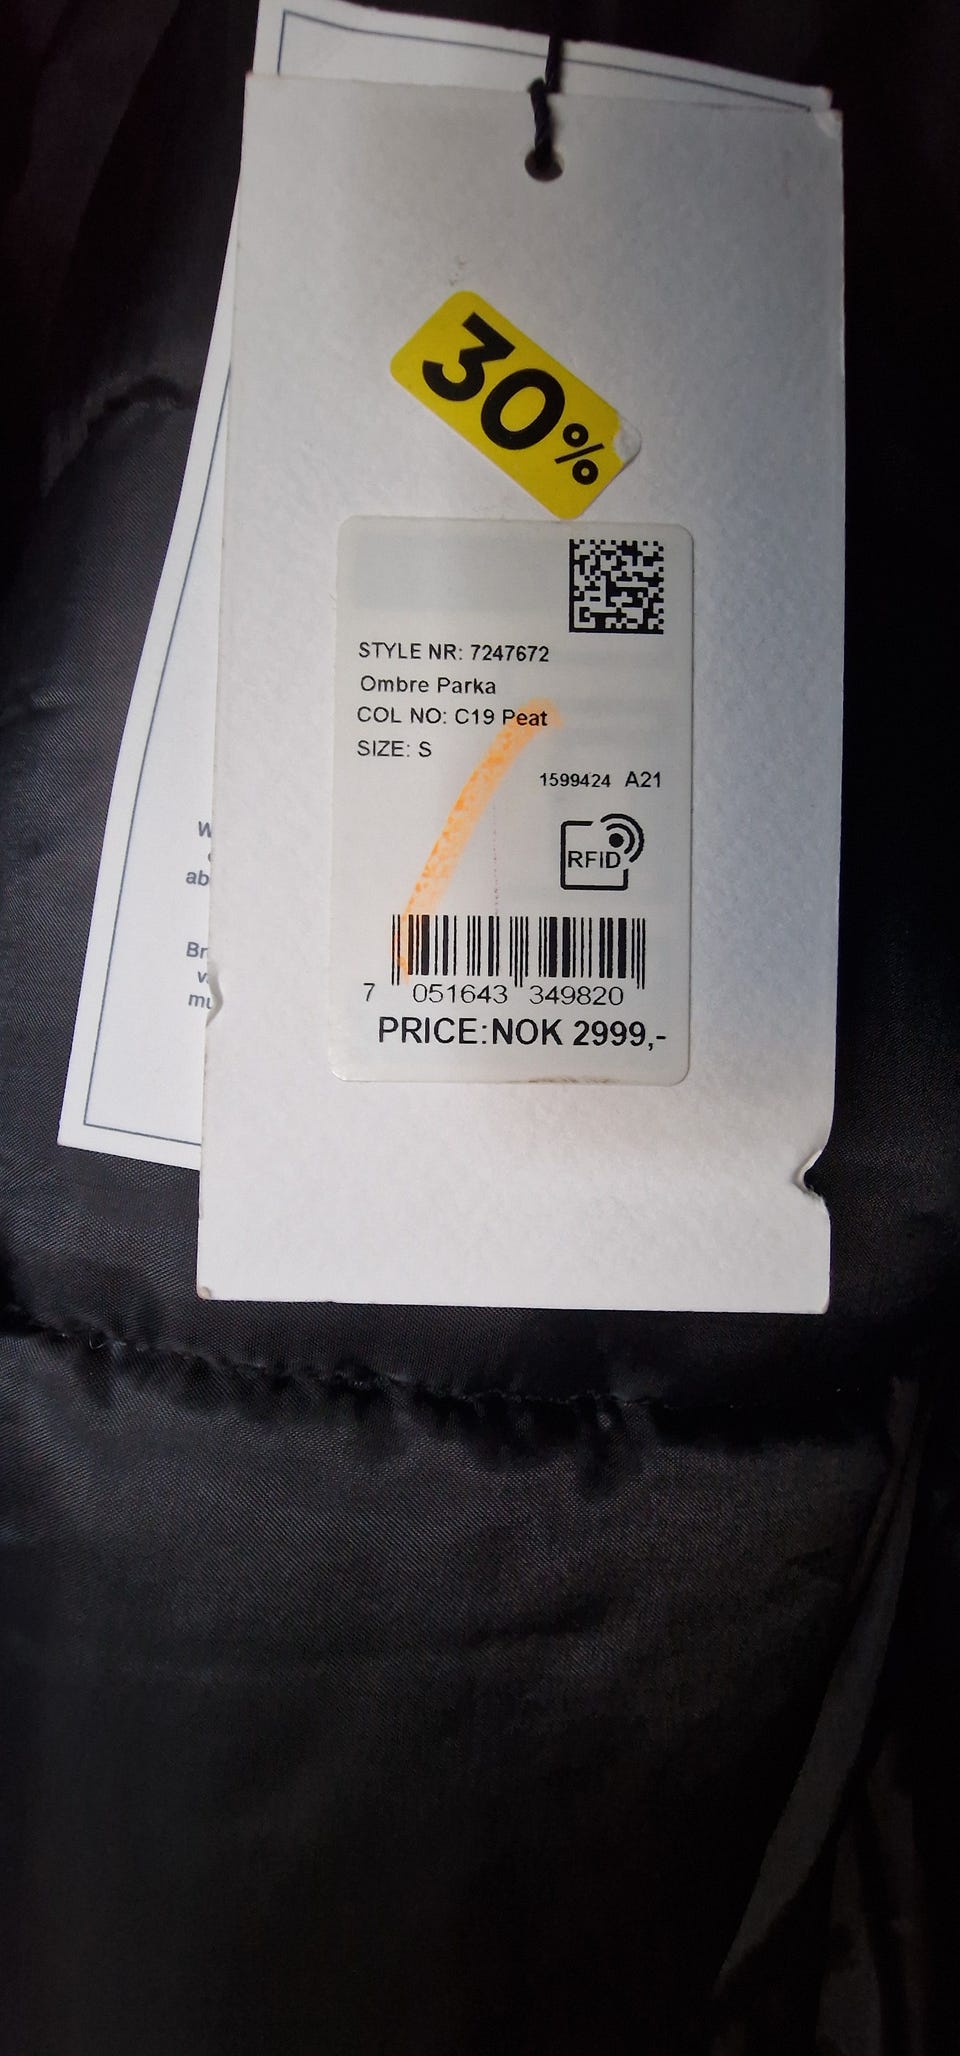 30%
STYLE NR: 7247672
Ombre Parka
COL NO: C19 Peat
SIZE: S
1599424 A21
RFID
7 051643 349820
PRICE:NOK 2999,-